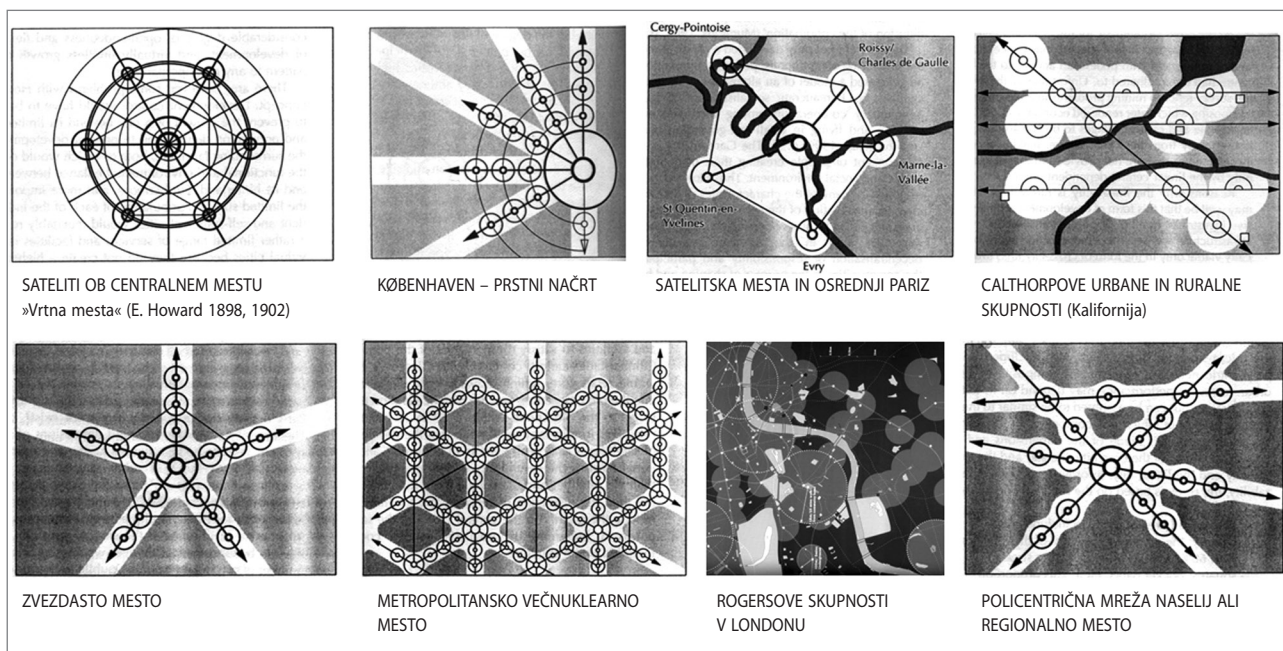 Cergy-Pointoise
Roissy/
Charles de Gaulle
Marne-la-
Vallée
St Quentin-en-
Yvelines
Evry
SATELITI OB CENTRALNEM MESTU
»Vrtna mesta« (E. Howard 1898, 1902)
KØBENHAVEN – PRSTNI NAČRT
SATELITSKA MESTA IN OSREDNJI PARIZ
CALTHORPOVE URBANE IN RURALNE
SKUPNOSTI (Kalifornija)
ZVEZDASTO MESTO
METROPOLITANSKO VEČNUKLEARNO
MESTO
ROGERSOVE SKUPNOSTI
V LONDONU
POLICENTRIČNA MREŽA NASELIJ ALI
REGIONALNO MESTO